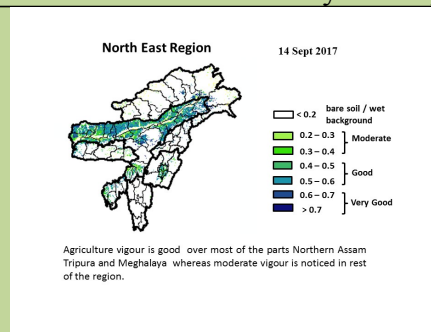 North East Region
14 Sept 2017
< 0.2 bare soil / wet
background
0.2 – 0.3
Moderate
0.3 – 0.4
0.4 – 0.5
Good
0.5 – 0.6
0.6 – 0.7
Very Good
> 0.7
Agriculture vigour is good over most of the parts Northern Assam
Tripura and Meghalaya whereas moderate vigour is noticed in rest
of the region.